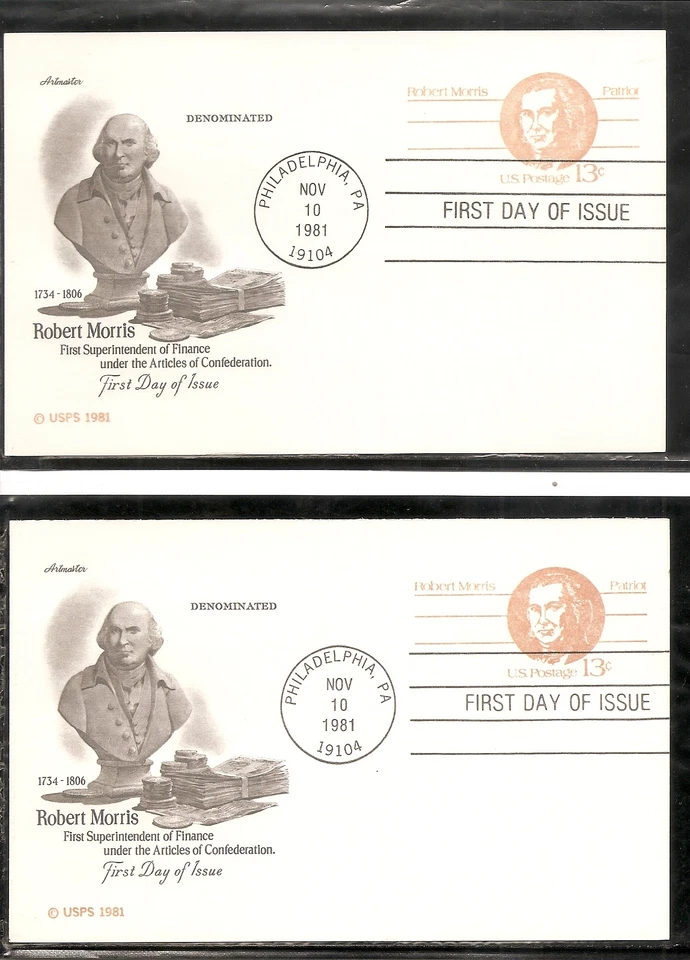 Artmaster
DENOMINATED
Robert Morris Patriot
U.S. Postage 13c
PHILADELPHIA, PA
NOV
10
1981
19104
FIRST DAY OF ISSUE
1734 - 1806
Robert Morris
First Superintendent of Finance
under the Articles of Confederation.
First Day of Issue
© USPS 1981
Artmaster
DENOMINATED
Robert Morris Patriot
U.S. Postage 13c
PHILADELPHIA, PA
NOV
10
1981
19104
FIRST DAY OF ISSUE
1734 - 1806
Robert Morris
First Superintendent of Finance
under the Articles of Confederation.
First Day of Issue
© USPS 1981